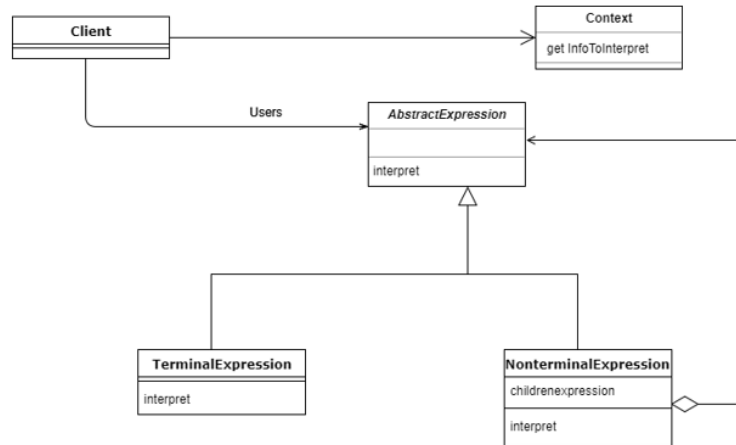 Client
Context
get InfoToInterpret
Users
AbstractExpression
interpret
TerminalExpression
interpret
NonterminalExpression
childrenexpression
interpret